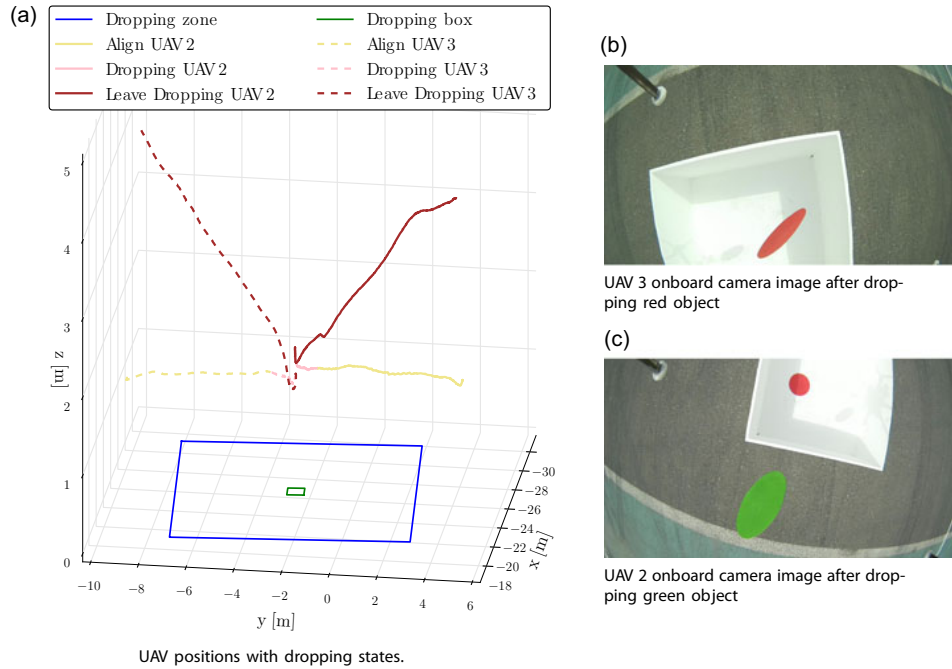 (a)
Dropping zone
Dropping box
Align UAV 2
Align UAV 3
Dropping UAV 2
Dropping UAV 3
Leave Dropping UAV 2
Leave Dropping UAV 3
5
4
3
2
1
0
z [m]
−10
−8
−6
−4
−2
0
2
4
6
y [m]
−30
−28
−26
−24
−22
−20
−18
x [m]
UAV positions with dropping states.
(b)
UAV 3 onboard camera image after drop-
ping red object
(c)
UAV 2 onboard camera image after drop-
ping green object